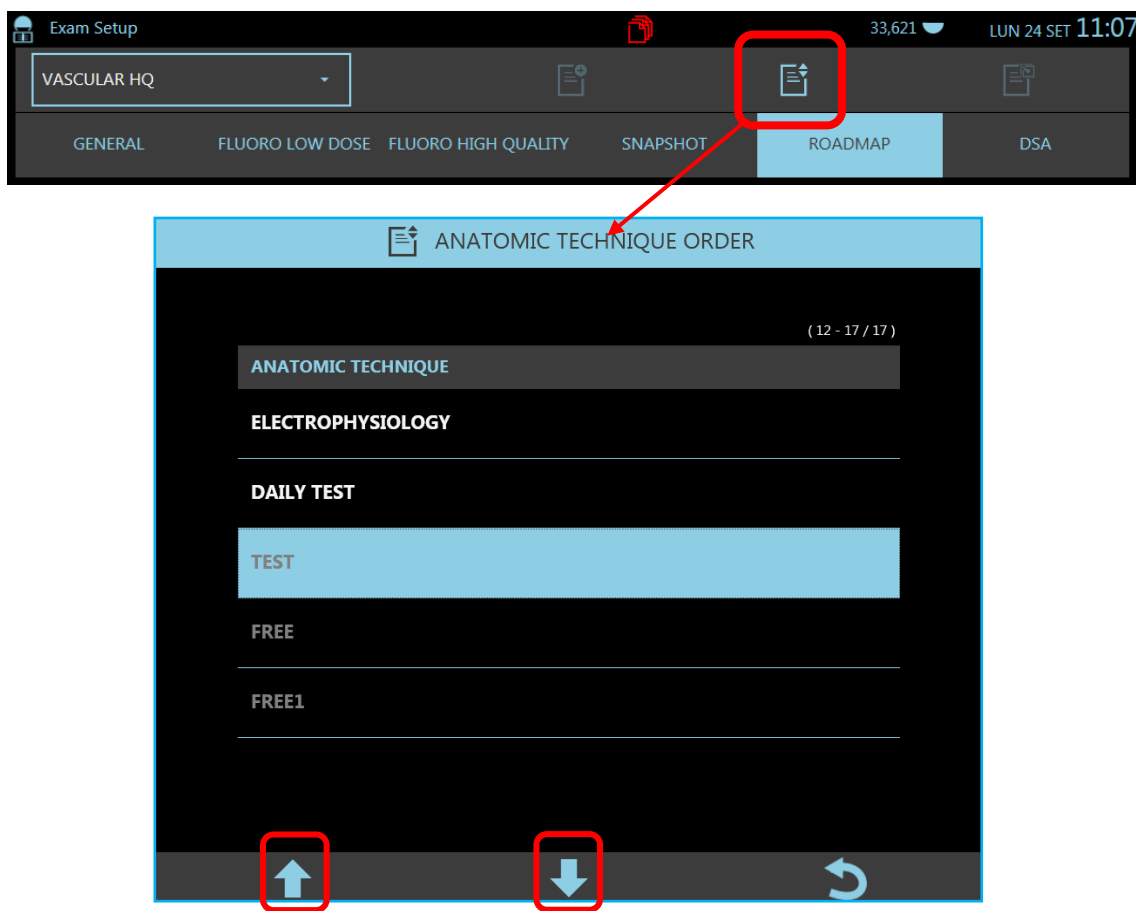 Exam Setup 33,621 LUN 24 SET 11:07
VASCULAR HQ
GENERAL FLUORO LOW DOSE FLUORO HIGH QUALITY SNAPSHOT ROADMAP DSA
ANATOMIC TECHNIQUE ORDER
( 12 - 17 / 17 )
ANATOMIC TECHNIQUE
ELECTROPHYSIOLOGY
DAILY TEST
TEST
FREE
FREE1